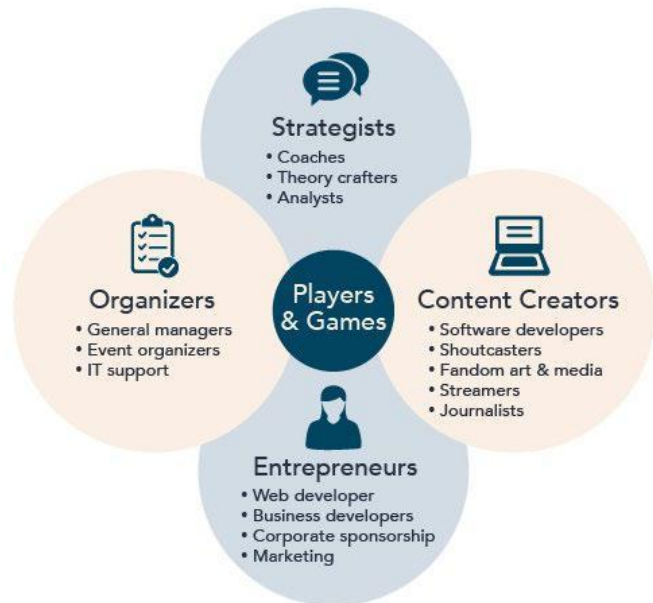 Strategists
• Coaches
• Theory crafters
• Analysts
Organizers
• General managers
• Event organizers
• IT support
Players
& Games
Content Creators
• Software developers
• Shoutcasters
• Fandom art & media
• Streamers
• Journalists
Entrepreneurs
• Web developer
• Business developers
• Corporate sponsorship
• Marketing